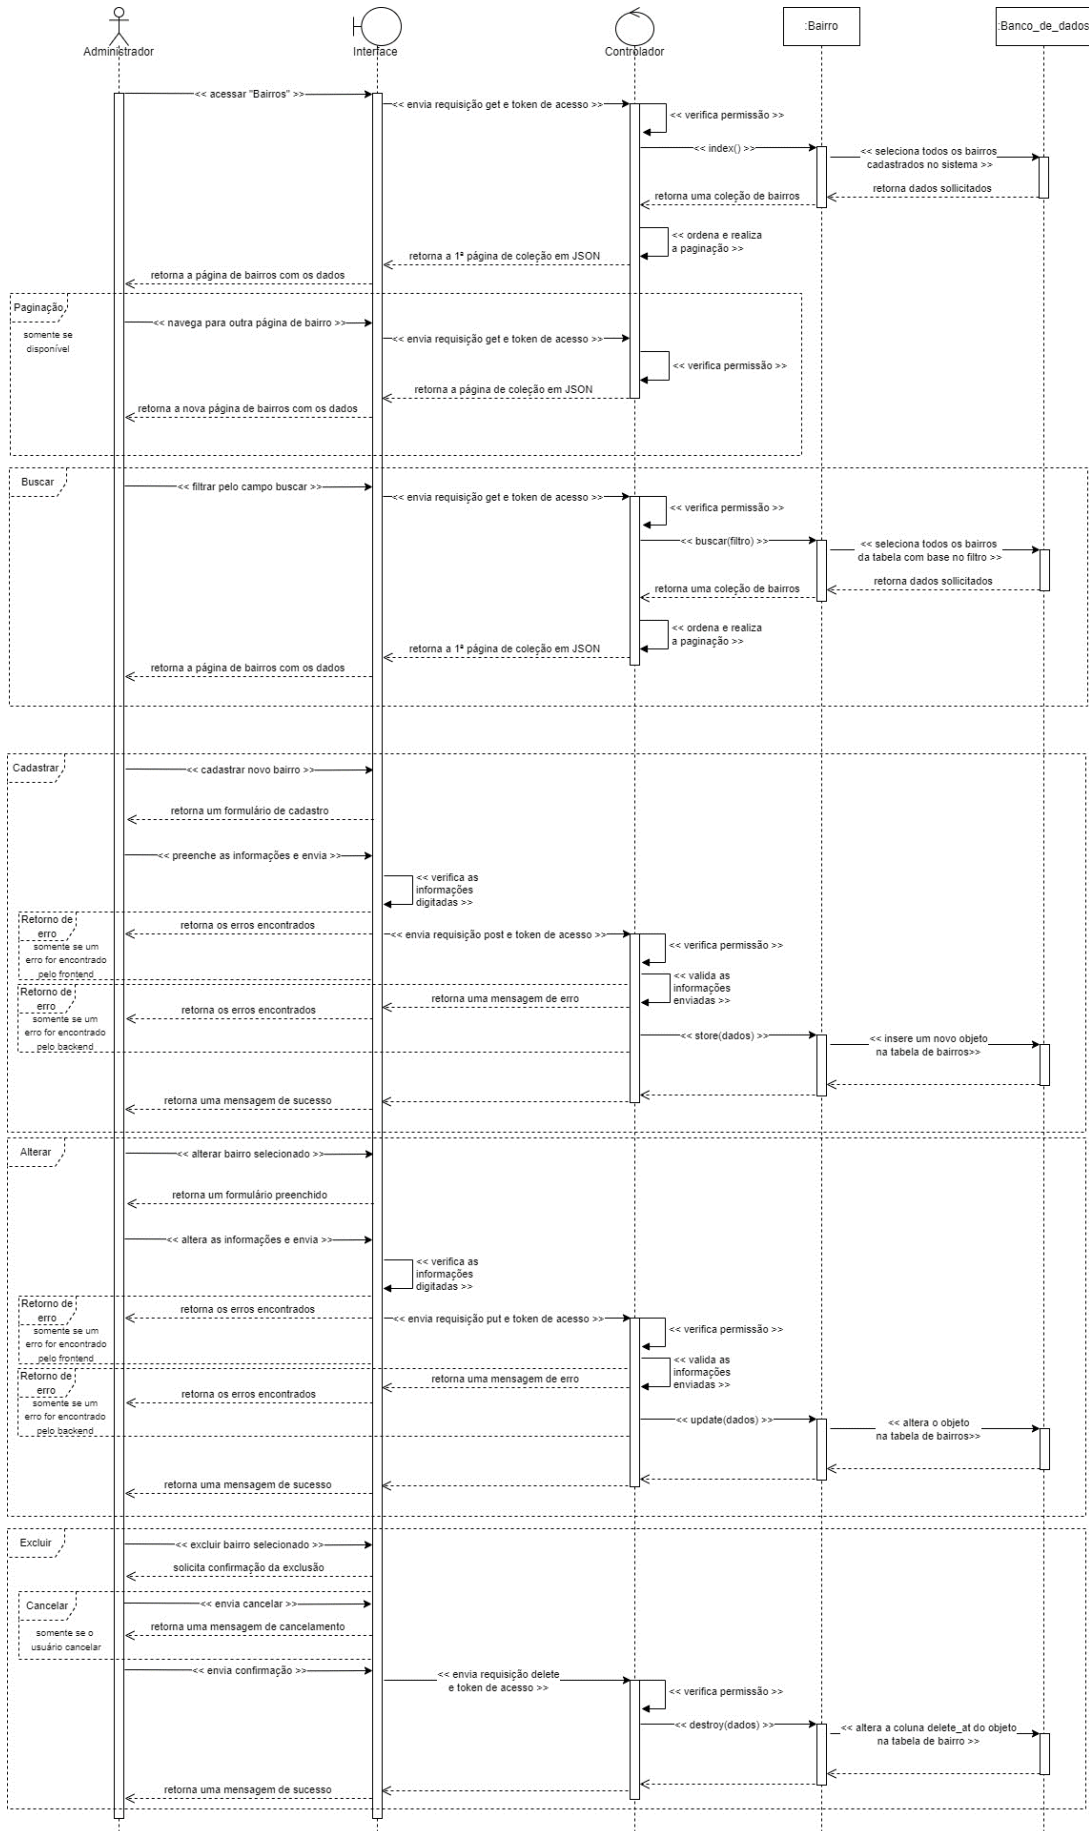 Administrador
Interface
Controlador
:Bairro
:Banco_de_dados
<< acessar "Bairros" >>
<< envia requisição get e token de acesso >>
<< verifica permissão >>
<< index() >>
<< seleciona todos os bairros
cadastrados no sistema >>
retorna dados sollicitados
retorna uma coleção de bairros
<< ordena e realiza
a paginação >>
retorna a 1ª página de coleção em JSON
retorna a página de bairros com os dados
Paginação
somente se
disponível
<< navega para outra página de bairro >>
<< envia requisição get e token de acesso >>
<< verifica permissão >>
retorna a página de coleção em JSON
retorna a nova página de bairros com os dados
Buscar
<< filtrar pelo campo buscar >>
<< envia requisição get e token de acesso >>
<< verifica permissão >>
<< buscar(filtro) >>
<< seleciona todos os bairros
da tabela com base no filtro >>
retorna dados sollicitados
retorna uma coleção de bairros
<< ordena e realiza
a paginação >>
retorna a 1ª página de coleção em JSON
retorna a página de bairros com os dados
Cadastrar
<< cadastrar novo bairro >>
retorna um formulário de cadastro
<< preenche as informações e envia >>
<< verifica as
informações
digitadas >>
Retorno de
erro
somente se um
erro for encontrado
pelo frontend
retorna os erros encontrados
<< envia requisição post e token de acesso >>
<< verifica permissão >>
<< valida as
informações
enviadas >>
Retorno de
erro
somente se um
erro for encontrado
pelo backend
retorna uma mensagem de erro
retorna os erros encontrados
<< store(dados) >>
<< insere um novo objeto
na tabela de bairros>>
retorna uma mensagem de sucesso
Alterar
<< alterar bairro selecionado >>
retorna um formulário preenchido
<< altera as informações e envia >>
<< verifica as
informações
digitadas >>
Retorno de
erro
somente se um
erro for encontrado
pelo frontend
retorna os erros encontrados
<< envia requisição put e token de acesso >>
<< verifica permissão >>
<< valida as
informações
enviadas >>
Retorno de
erro
somente se um
erro for encontrado
pelo backend
retorna uma mensagem de erro
retorna os erros encontrados
<< update(dados) >>
<< altera o objeto
na tabela de bairros>>
retorna uma mensagem de sucesso
Excluir
<< excluir bairro selecionado >>
solicita confirmação da exclusão
Cancelar
somente se o
usuário cancelar
<< envia cancelar >>
retorna uma mensagem de cancelamento
<< envia confirmação >>
<< envia requisição delete
e token de acesso >>
<< verifica permissão >>
<< destroy(dados) >>
<< altera a coluna delete_at do objeto
na tabela de bairro >>
retorna uma mensagem de sucesso